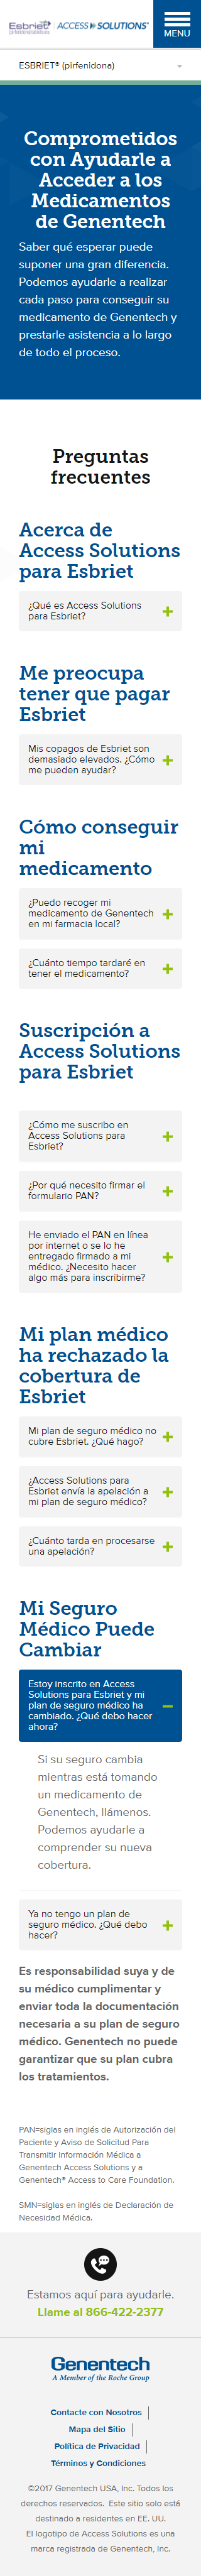 Esbriet®
ACCESS SOLUTIONS
MENU
ESBRIET® (pirfenidona)
Comprometidos
con Ayudarle a
Acceder a los
Medicamentos
de Genentech
Saber qué esperar puede
suponer una gran diferencia.
Podemos ayudarle a realizar
cada paso para conseguir su
medicamento de Genentech y
prestarle asistencia a lo largo
de todo el proceso.
Preguntas
frecuentes
Acerca de
Access Solutions
para Esbriet
¿Qué es Access Solutions
para Esbriet?
Me preocupa
tener que pagar
Esbriet
Mis copagos de Esbriet son
demasiado elevados. ¿Cómo
me pueden ayudar?
Cómo conseguir
mi
medicamento
¿Puedo recoger mi
medicamento de Genentech
en mi farmacia local?
¿Cuánto tiempo tardaré en
tener el medicamento?
Suscripción a
Access Solutions
para Esbriet
¿Cómo me suscribo en
Access Solutions para
Esbriet?
¿Por qué necesito firmar el
formulario PAN?
He enviado el PAN en línea
por internet o se lo he
entregado firmado a mi
médico. ¿Necesito hacer
algo más para inscribirme?
Mi plan médico
ha rechazado la
cobertura de
Esbriet
Mi plan de seguro médico no
cubre Esbriet. ¿Qué hago?
¿Access Solutions para
Esbriet envía la apelación a
mi plan de seguro médico?
¿Cuánto tarda en procesarse
una apelación?
Mi Seguro
Médico Puede
Cambiar
Estoy inscrito en Access
Solutions para Esbriet y mi
plan de seguro médico ha
cambiado. ¿Qué debo hacer
ahora?
Si su seguro cambia
mientras está tomando
un medicamento de
Genentech, llámenos.
Podemos ayudarle a
comprender su nueva
cobertura.
Ya no tengo un plan de
seguro médico. ¿Qué debo
hacer?
Es responsabilidad suya y de
su médico cumplimentar y
enviar toda la documentación
necesaria a su plan de seguro
médico. Genentech no puede
garantizar que su plan cubra
los tratamientos.
PAN=siglas en inglés de Autorización del
Paciente y Aviso de Solicitud Para
Transmitir Información Médica a
Genentech Access Solutions y a
Genentech® Access to Care Foundation.
SMN=siglas en inglés de Declaración de
Necesidad Médica.
Estamos aquí para ayudarle.
Llame al 866-422-2377
Genentech
A Member of the Roche Group
Contacte con Nosotros
Mapa del Sitio
Política de Privacidad
Términos y Condiciones
©2017 Genentech USA, Inc. Todos los
derechos reservados. Este sitio solo está
destinado a residentes en EE. UU.
El logotipo de Access Solutions es una
marca registrada de Genentech, Inc.